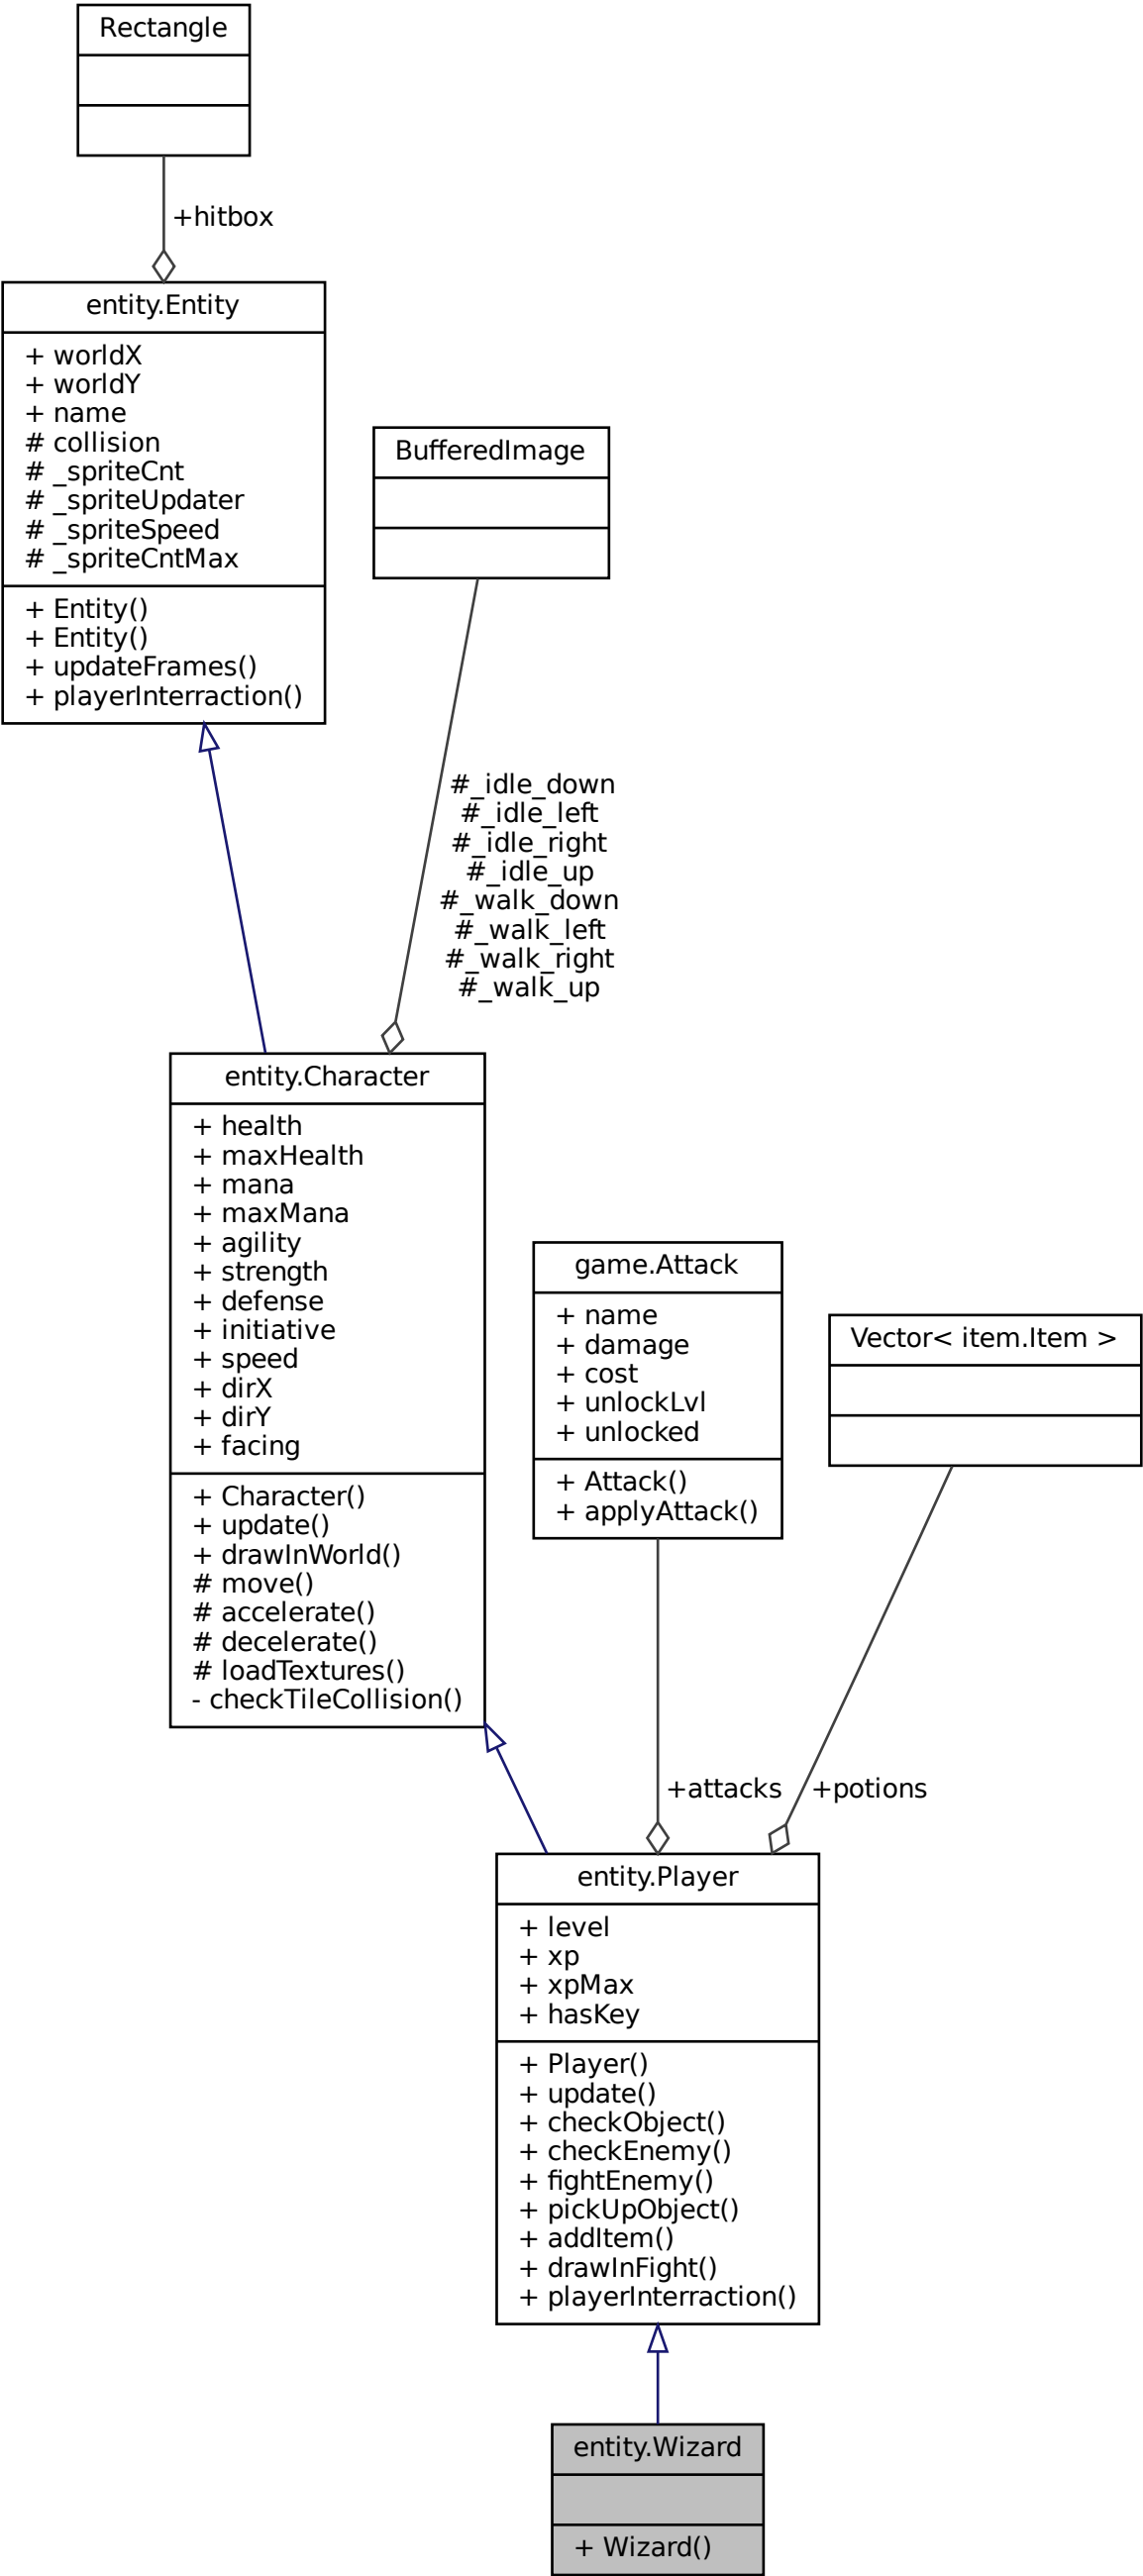 Rectangle
+hitbox
entity.Entity
+ worldX
+ worldY
+ name
# collision
# _spriteCnt
# _spriteUpdater
# _spriteSpeed
# _spriteCntMax
+ Entity()
+ Entity()
+ updateFrames()
+ playerInterraction()
BufferedImage
#_idle_down
#_idle_left
#_idle_right
#_idle_up
#_walk_down
#_walk_left
#_walk_right
#_walk_up
entity.Character
+ health
+ maxHealth
+ mana
+ maxMana
+ agility
+ strength
+ defense
+ initiative
+ speed
+ dirX
+ dirY
+ facing
+ Character()
+ update()
+ drawInWorld()
# move()
# accelerate()
# decelerate()
# loadTextures()
- checkTileCollision()
game.Attack
+ name
+ damage
+ cost
+ unlockLvl
+ unlocked
+ Attack()
+ applyAttack()
Vector< item.Item >
+attacks
+potions
entity.Player
+ level
+ xp
+ xpMax
+ hasKey
+ Player()
+ update()
+ checkObject()
+ checkEnemy()
+ fightEnemy()
+ pickUpObject()
+ addItem()
+ drawInFight()
+ playerInterraction()
entity.Wizard
+ Wizard()